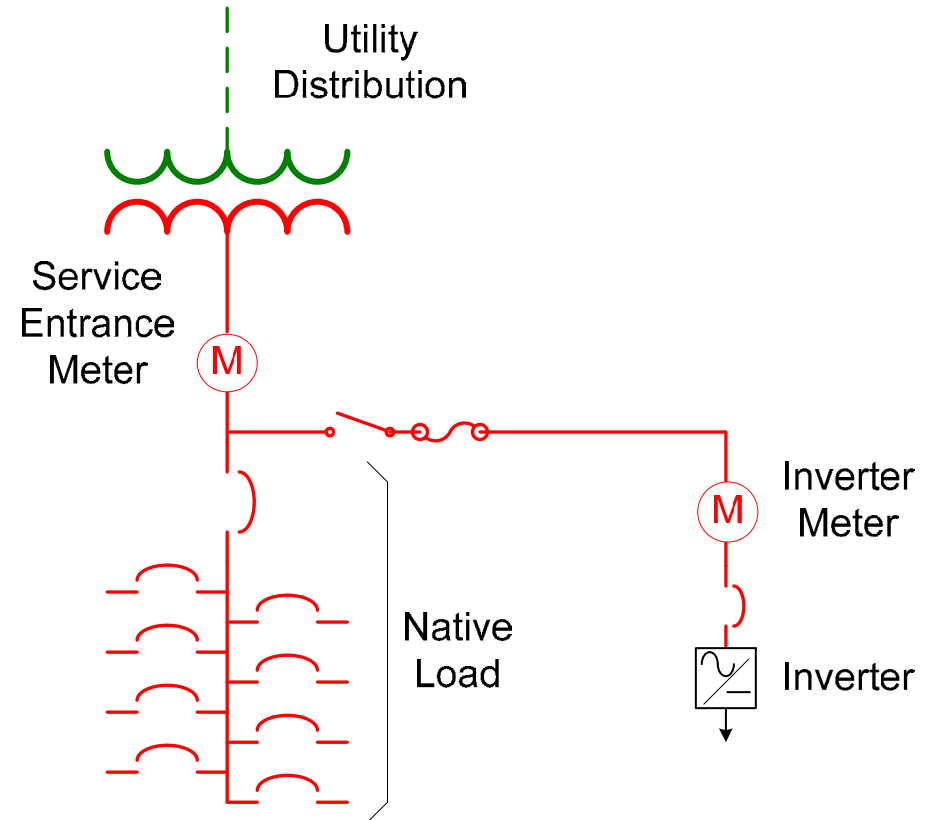 Utility
Distribution
Service
Entrance
Meter
M
Inverter
Meter
M
Native
Load
Inverter